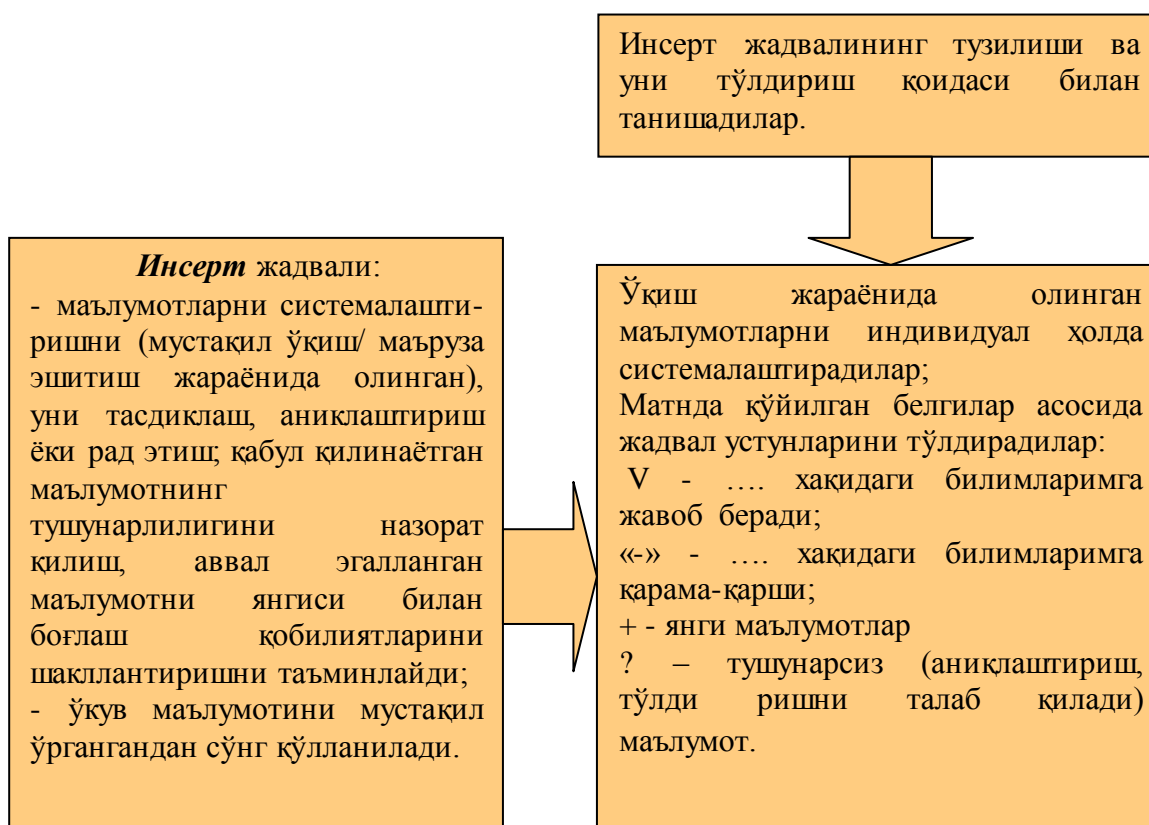 Инсерт жадвалининг тузилиши ва
уни тўлдириш қоидаси билан
танишадилар.
Инсерт жадвали:
- маълумотларни системалашти-
ришни (мустақил ўқиш/ маъруза
эшитиш жараёнида олинган),
уни тасдиклаш, аниклаштириш
ёки рад этиш; қабул қилинаётган
маълумотнинг
тушунарлилигини назорат
қилиш, аввал эгалланган
маълумотни янгиси билан
боғлаш қобилиятларини
шакллантиришни таъминлайди;
- ўкув маълумотини мустақил
ўргангандан сўнг қўлланилади.
Ўқиш жараёнида олинган
маълумотларни индивидуал ҳолда
системалаштирадилар;
Матнда қўйилган белгилар асосида
жадвал устунларини тўлдирадилар:
V - …. хақидаги билимларимга
жавоб беради;
«-» - …. хақидаги билимларимга
қарама-қарши;
+ - янги маълумотлар
? – тушунарсиз (аниқлаштириш,
тўлди ришни талаб қилади)
маълумот.